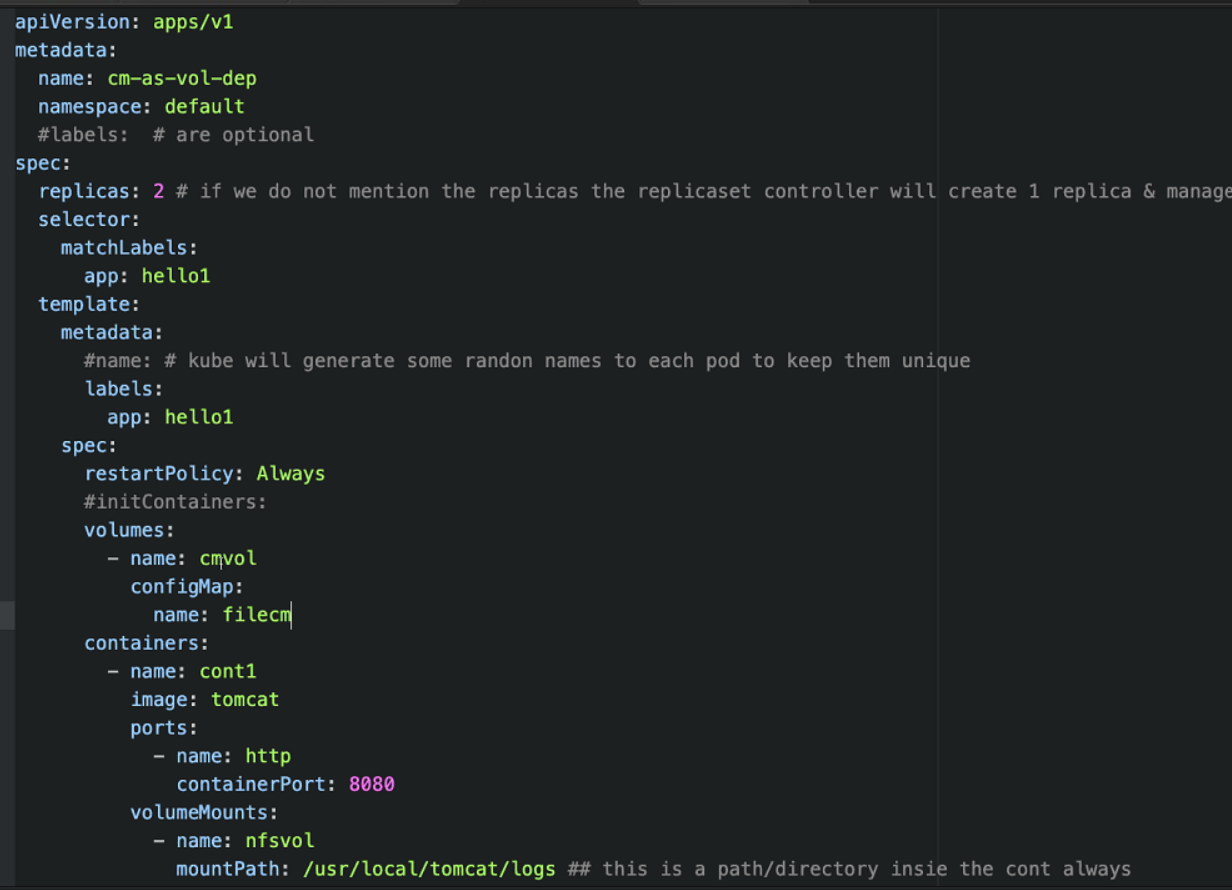 apiVersion: apps/v1
metadata:
  name: cm-as-vol-dep
  namespace: default
  #labels:  # are optional
spec:
  replicas: 2 # if we do not mention the replicas the replicaset controller will create 1 replica & manage
  selector:
    matchLabels:
      app: hello1
  template:
    metadata:
      #name: # kube will generate some randon names to each pod to keep them unique
      labels:
        app: hello1
    spec:
      restartPolicy: Always
      #initContainers:
      volumes:
        - name: cmvol
          configMap:
            name: filecm
      containers:
        - name: cont1
          image: tomcat
          ports:
            - name: http
              containerPort: 8080
          volumeMounts:
            - name: nfsvol
              mountPath: /usr/local/tomcat/logs ## this is a path/directory insie the cont always